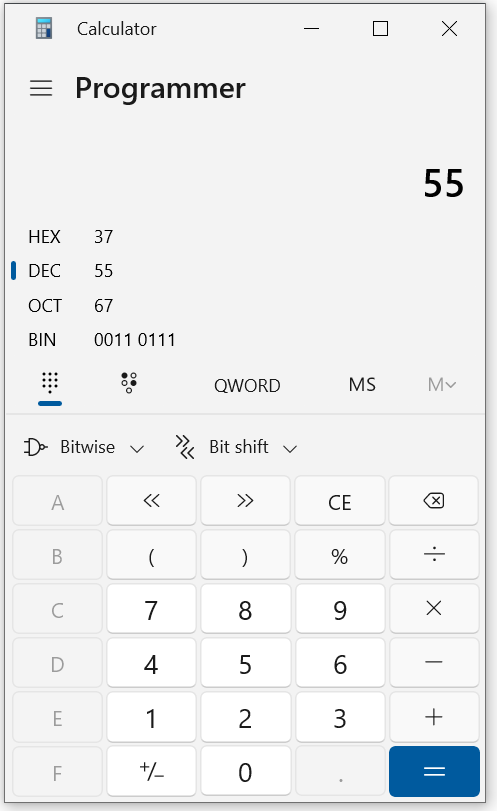 Calculator
Programmer
55
HEX 37
DEC 55
OCT 67
BIN 0011 0111
QWORD MS M
Bitwise Bit shift
A << >> CE
B ( ) % ÷
C 7 8 9 ×
D 4 5 6 −
E 1 2 3 +
F +/− 0 . =